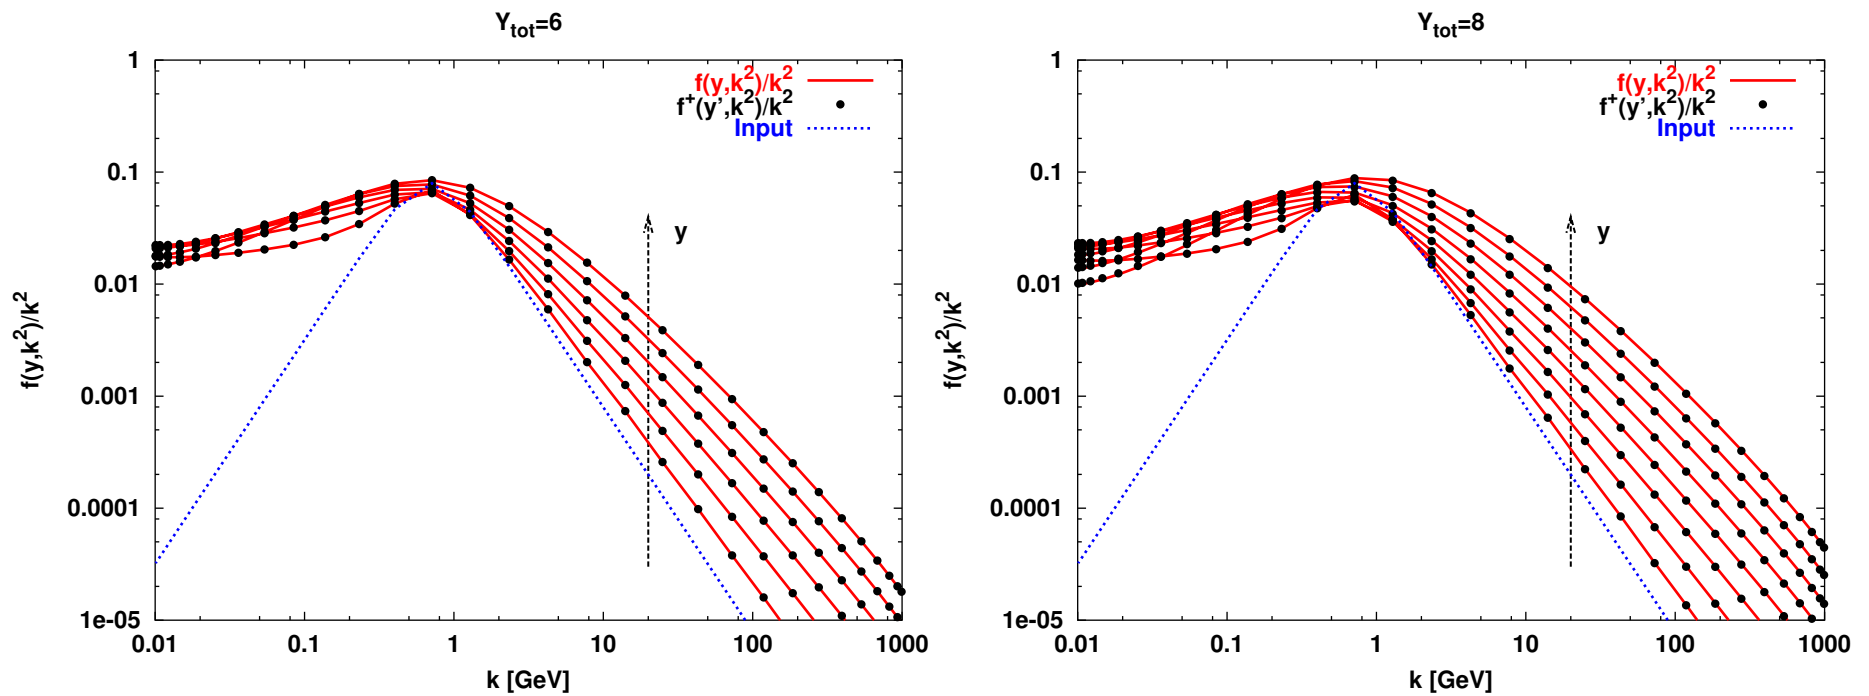 Y_tot=6
1
0.1
0.01
0.001
0.0001
1e-05
0.01 0.1 1 10 100 1000
f(y,k^2)/k^2
k [GeV]
f(y,k^2)/k^2
f^+(y',k^2)/k^2
Input
y
Y_tot=8
1
0.1
0.01
0.001
0.0001
1e-05
0.01 0.1 1 10 100 1000
f(y,k^2)/k^2
k [GeV]
f(y,k^2)/k^2
f^+(y',k^2)/k^2
Input
y